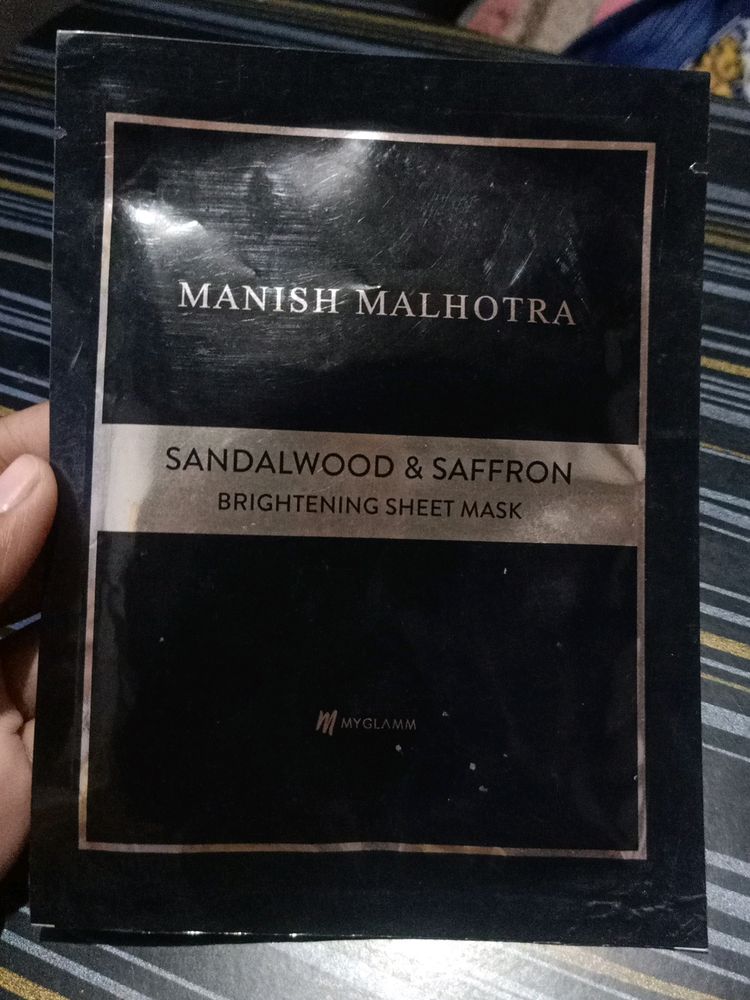 MANISH MALHOTRA
SANDALWOOD & SAFFRON
BRIGHTENING SHEET MASK
MYGLAMM